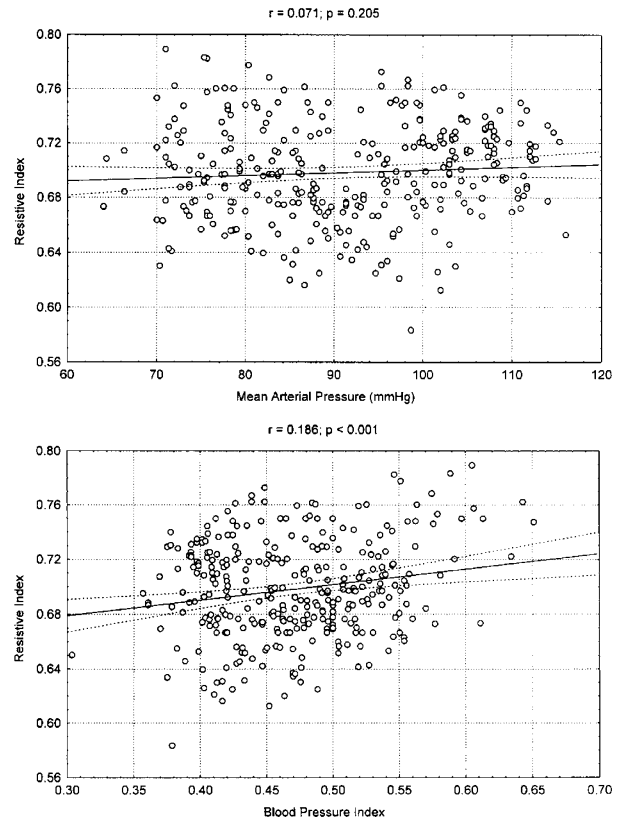 r = 0.071; p = 0.205
0.80
0.76
0.72
0.68
0.64
0.60
0.56
Resistive Index
60 70 80 90 100 110 120
Mean Arterial Pressure (mmHg)
r = 0.186; p < 0.001
0.80
0.76
0.72
0.68
0.64
0.60
0.56
Resistive Index
0.30 0.35 0.40 0.45 0.50 0.55 0.60 0.65 0.70
Blood Pressure Index